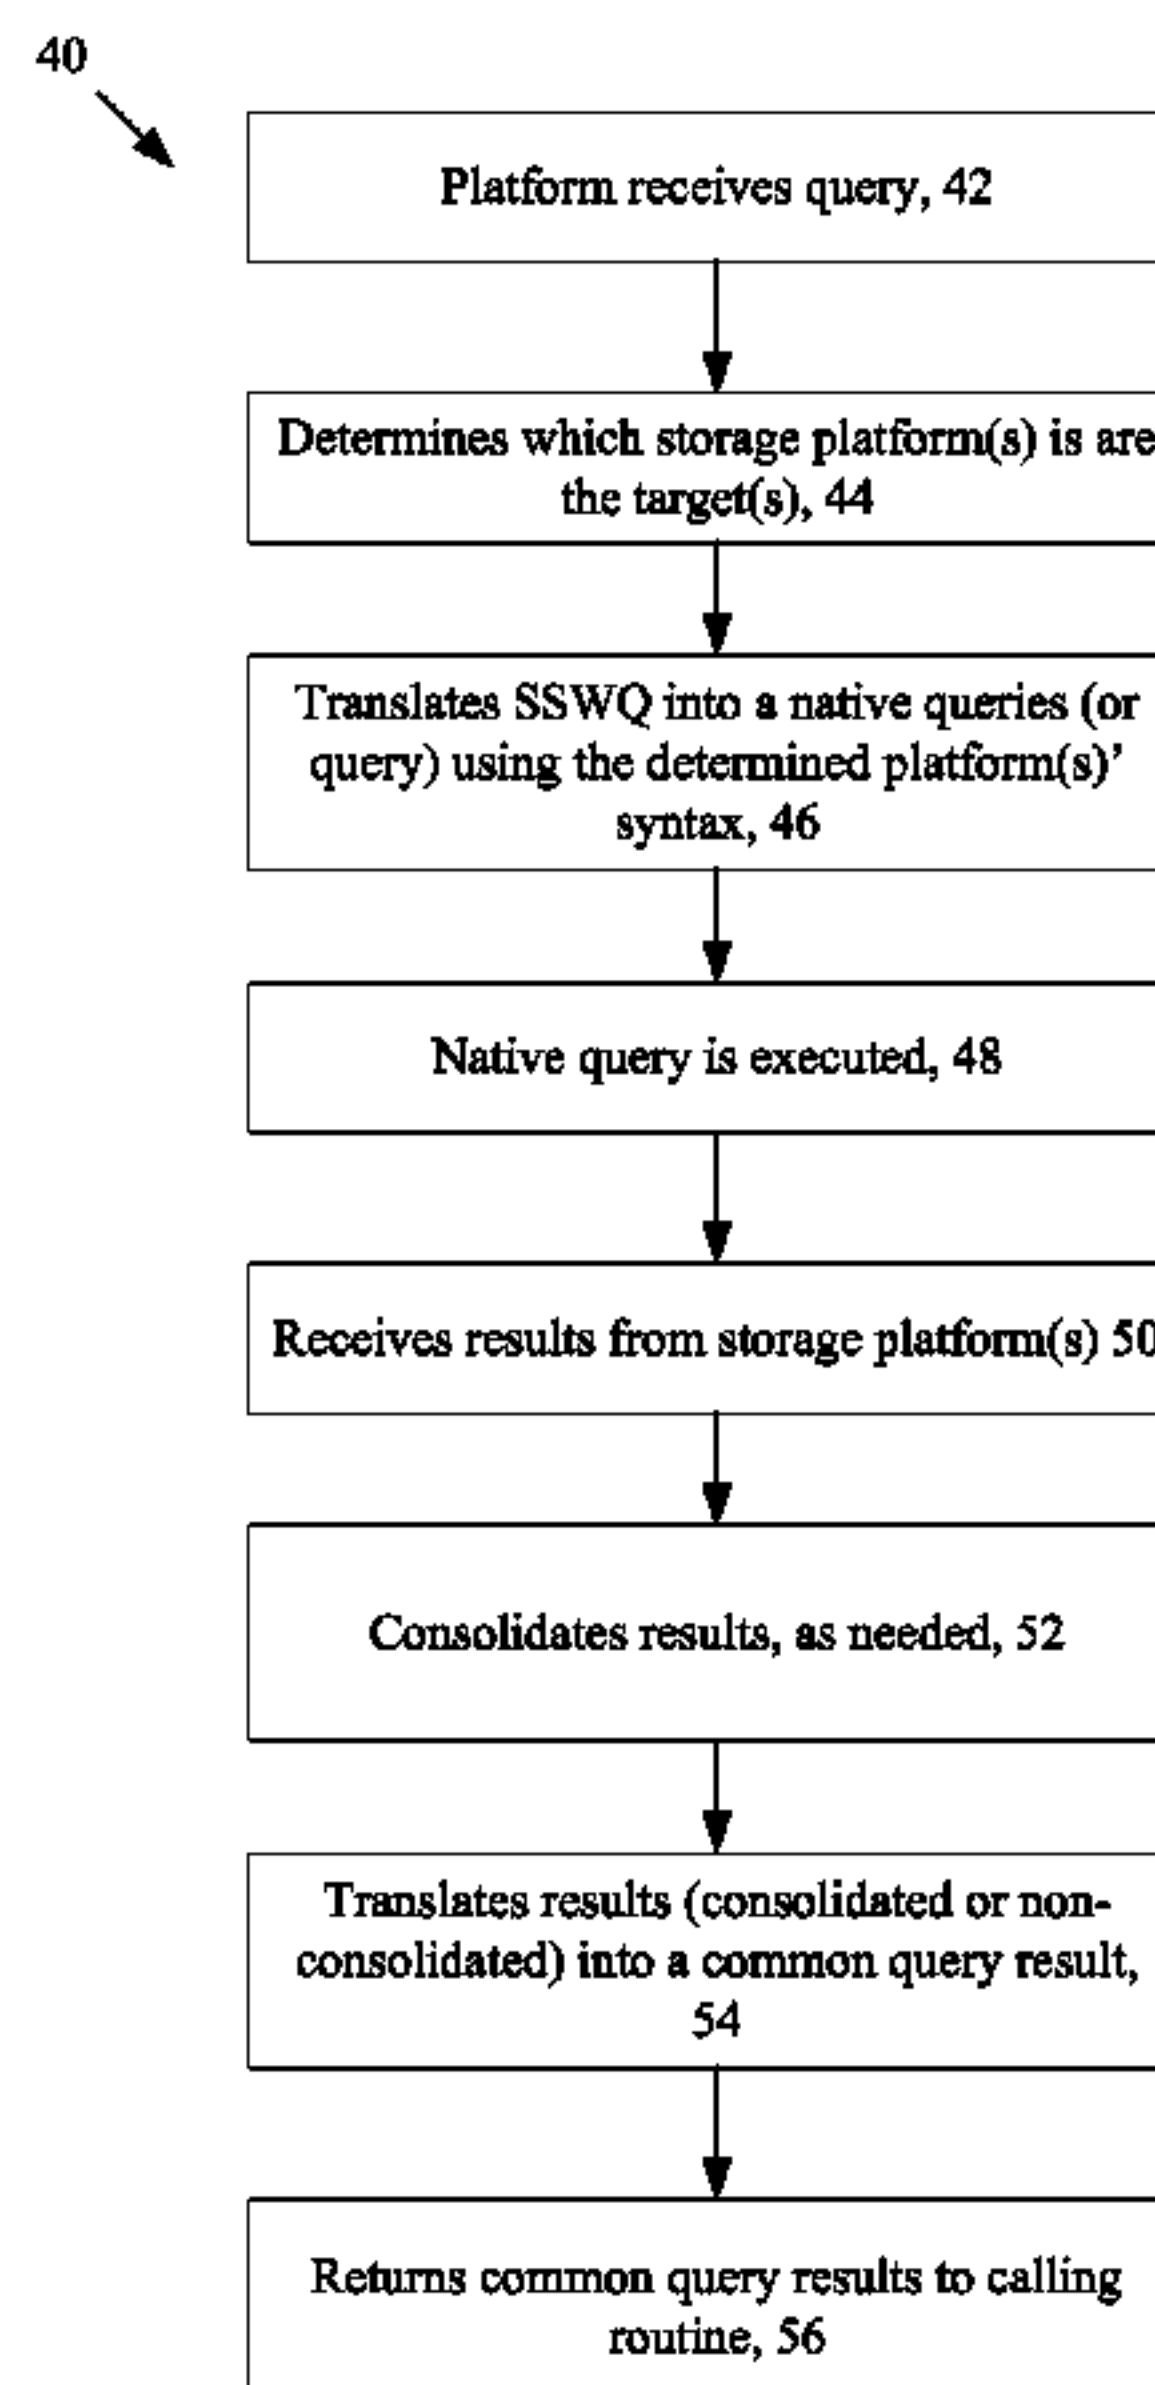 40
Platform receives query, 42
Determines which storage platform(s) is are
the target(s), 44
Translates SSWQ into a native queries (or
query) using the determined platform(s)’
syntax, 46
Native query is executed, 48
Receives results from storage platform(s) 50
Consolidates results, as needed, 52
Translates results (consolidated or non-
consolidated) into a common query result,
54
Returns common query results to calling
routine, 56